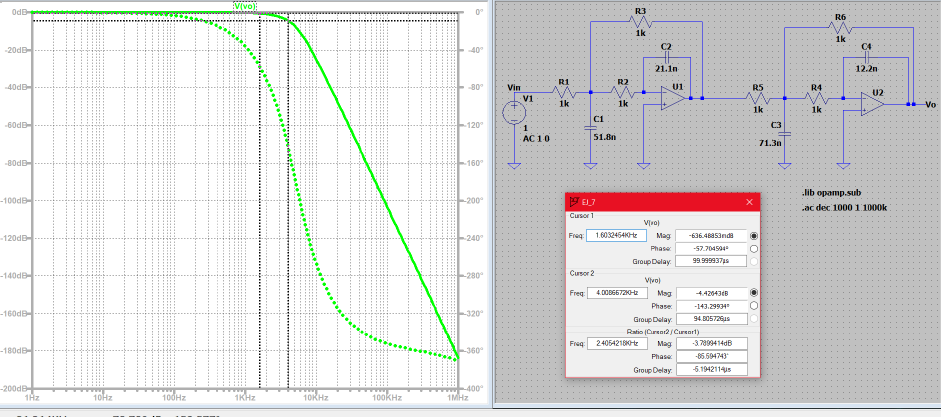 V(vo)
0dB
0°
-20dB
-40°
-40dB
-80°
-60dB
-120°
-80dB
-160°
-100dB
-200°
-120dB
-240°
-140dB
-280°
-160dB
-320°
-180dB
-360°
-200dB
-400°
1Hz 10Hz 100Hz 1KHz 10KHz 100KHz 1MHz
R3
1k
R6
1k
C2
21.1n
C4
12.2n
Vin
R1
1k
R2
1k
U1
R5
1k
R4
1k
U2
Vo
V1
1
AC 1 0
C1
51.8n
C3
71.3n
.lib opamp.sub
.ac dec 1000 1 1000k
EJ_7
Cursor 1
V(vo)
Freq: 1.6032454KHz Mag: -636.48853mdB
Phase: -57.704594°
Group Delay: 99.999937µs
Cursor 2
V(vo)
Freq: 4.0086672KHz Mag: -4.42643dB
Phase: -143.29934°
Group Delay: 94.805726µs
Ratio (Cursor2 / Cursor1)
Freq: 2.4054218KHz Mag: -3.7899414dB
Phase: -85.594743°
Group Delay: -5.1942114µs